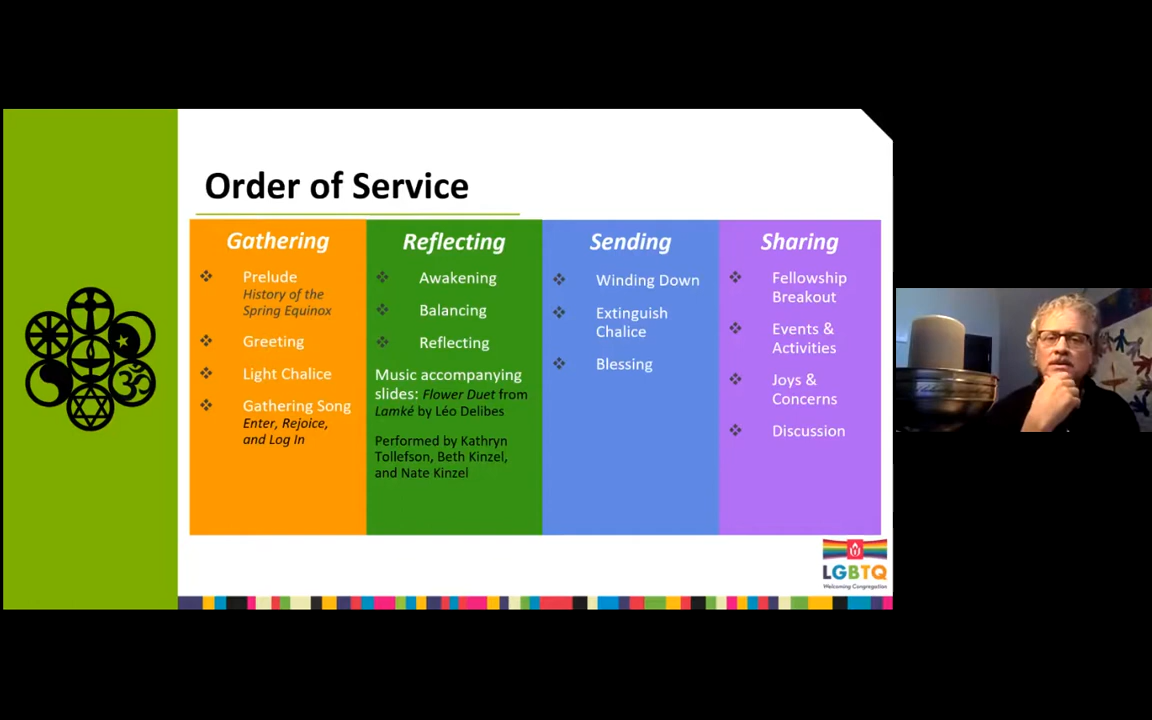 Order of Service
Gathering
Prelude
History of the
Spring Equinox
Greeting
Light Chalice
Gathering Song
Enter, Rejoice,
and Log In
Reflecting
Awakening
Balancing
Reflecting
Music accompanying
slides: Flower Duet from
Lamké by Léo Delibes
Performed by Kathryn
Tollefson, Beth Kinzel,
and Nate Kinzel
Sending
Winding Down
Extinguish
Chalice
Blessing
Sharing
Fellowship
Breakout
Events &
Activities
Joys &
Concerns
Discussion
LGBTQ
Welcoming Congregation